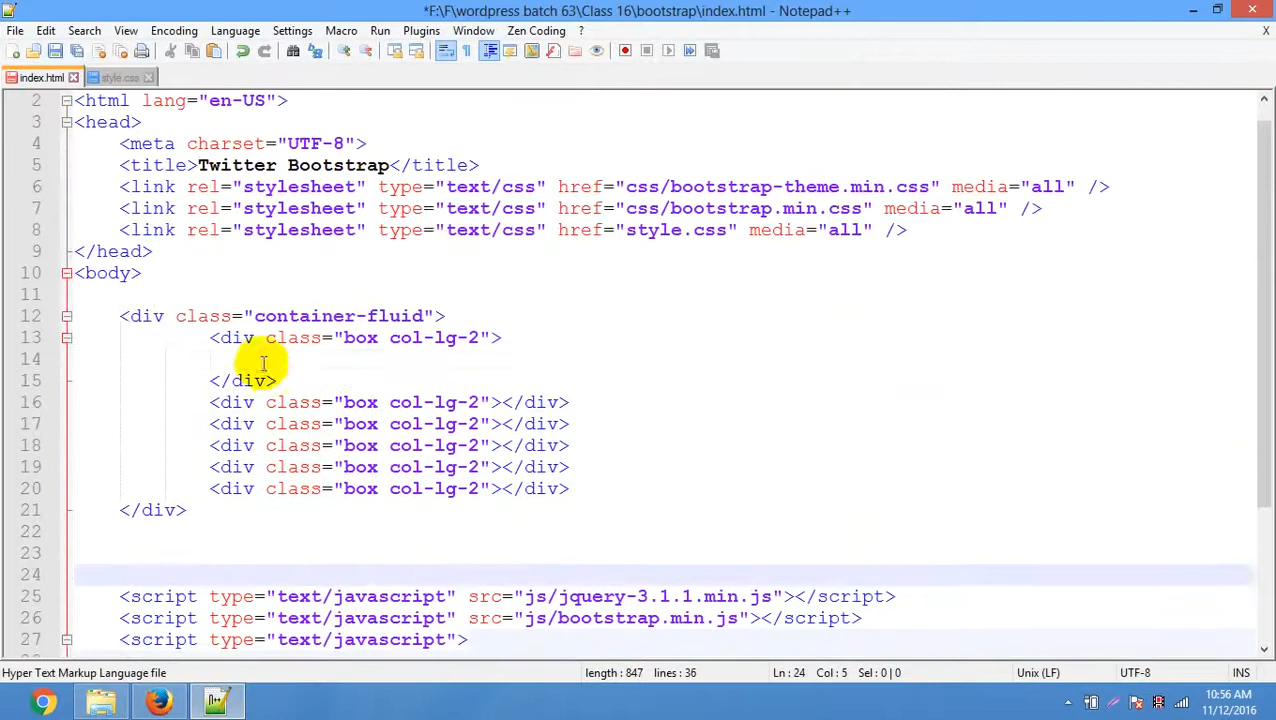 *F:\F\wordpress batch 63\Class 16\bootstrap\index.html - Notepad++
File Edit Search View Encoding Language Settings Macro Run Plugins Window Zen Coding ? X
index.html style.css
2 <html lang="en-US">
3 <head>
4 <meta charset="UTF-8">
5 <title>Twitter Bootstrap</title>
6 <link rel="stylesheet" type="text/css" href="css/bootstrap-theme.min.css" media="all" />
7 <link rel="stylesheet" type="text/css" href="css/bootstrap.min.css" media="all" />
8 <link rel="stylesheet" type="text/css" href="style.css" media="all" />
9 </head>
10 <body>
11
12 <div class="container-fluid">
13 <div class="box col-lg-2">
14
15 </div>
16 <div class="box col-lg-2"></div>
17 <div class="box col-lg-2"></div>
18 <div class="box col-lg-2"></div>
19 <div class="box col-lg-2"></div>
20 <div class="box col-lg-2"></div>
21 </div>
22
23
24
25 <script type="text/javascript" src="js/jquery-3.1.1.min.js"></script>
26 <script type="text/javascript" src="js/bootstrap.min.js"></script>
27 <script type="text/javascript">
Hyper Text Markup Language file length : 847 lines : 36 Ln : 24 Col : 5 Sel : 0 | 0 Unix (LF) UTF-8 INS
10:56 AM
11/12/2016